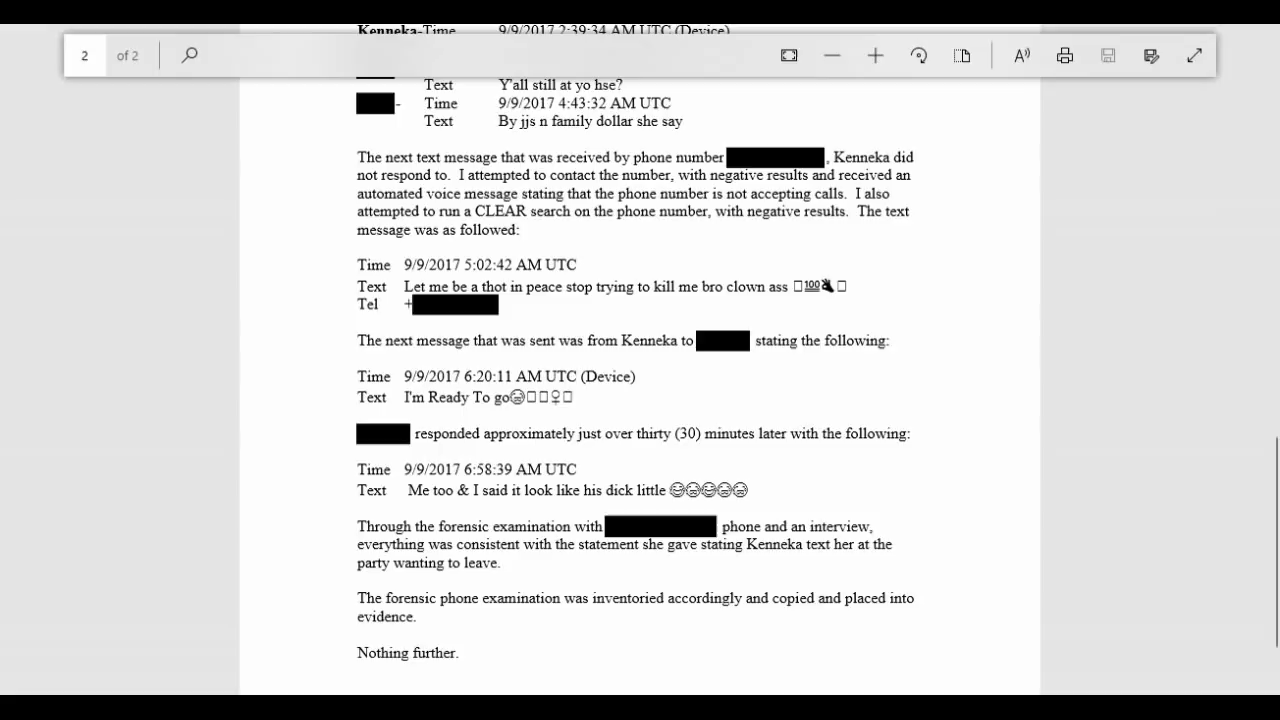 Kenneka-Time 9/9/2017 2:39:34 AM UTC (Device)
2 of 2
Text Y'all still at yo hse?
- Time 9/9/2017 4:43:32 AM UTC
Text By jjs n family dollar she say
The next text message that was received by phone number , Kenneka did
not respond to. I attempted to contact the number, with negative results and received an
automated voice message stating that the phone number is not accepting calls. I also
attempted to run a CLEAR search on the phone number, with negative results. The text
message was as followed:
Time 9/9/2017 5:02:42 AM UTC
Text Let me be a thot in peace stop trying to kill me bro clown ass □💯👌□
Tel +
The next message that was sent was from Kenneka to stating the following:
Time 9/9/2017 6:20:11 AM UTC (Device)
Text I'm Ready To go😭□□♀□
responded approximately just over thirty (30) minutes later with the following:
Time 9/9/2017 6:58:39 AM UTC
Text Me too & I said it look like his dick little 😂😭😂😭😭
Through the forensic examination with phone and an interview,
everything was consistent with the statement she gave stating Kenneka text her at the
party wanting to leave.
The forensic phone examination was inventoried accordingly and copied and placed into
evidence.
Nothing further.